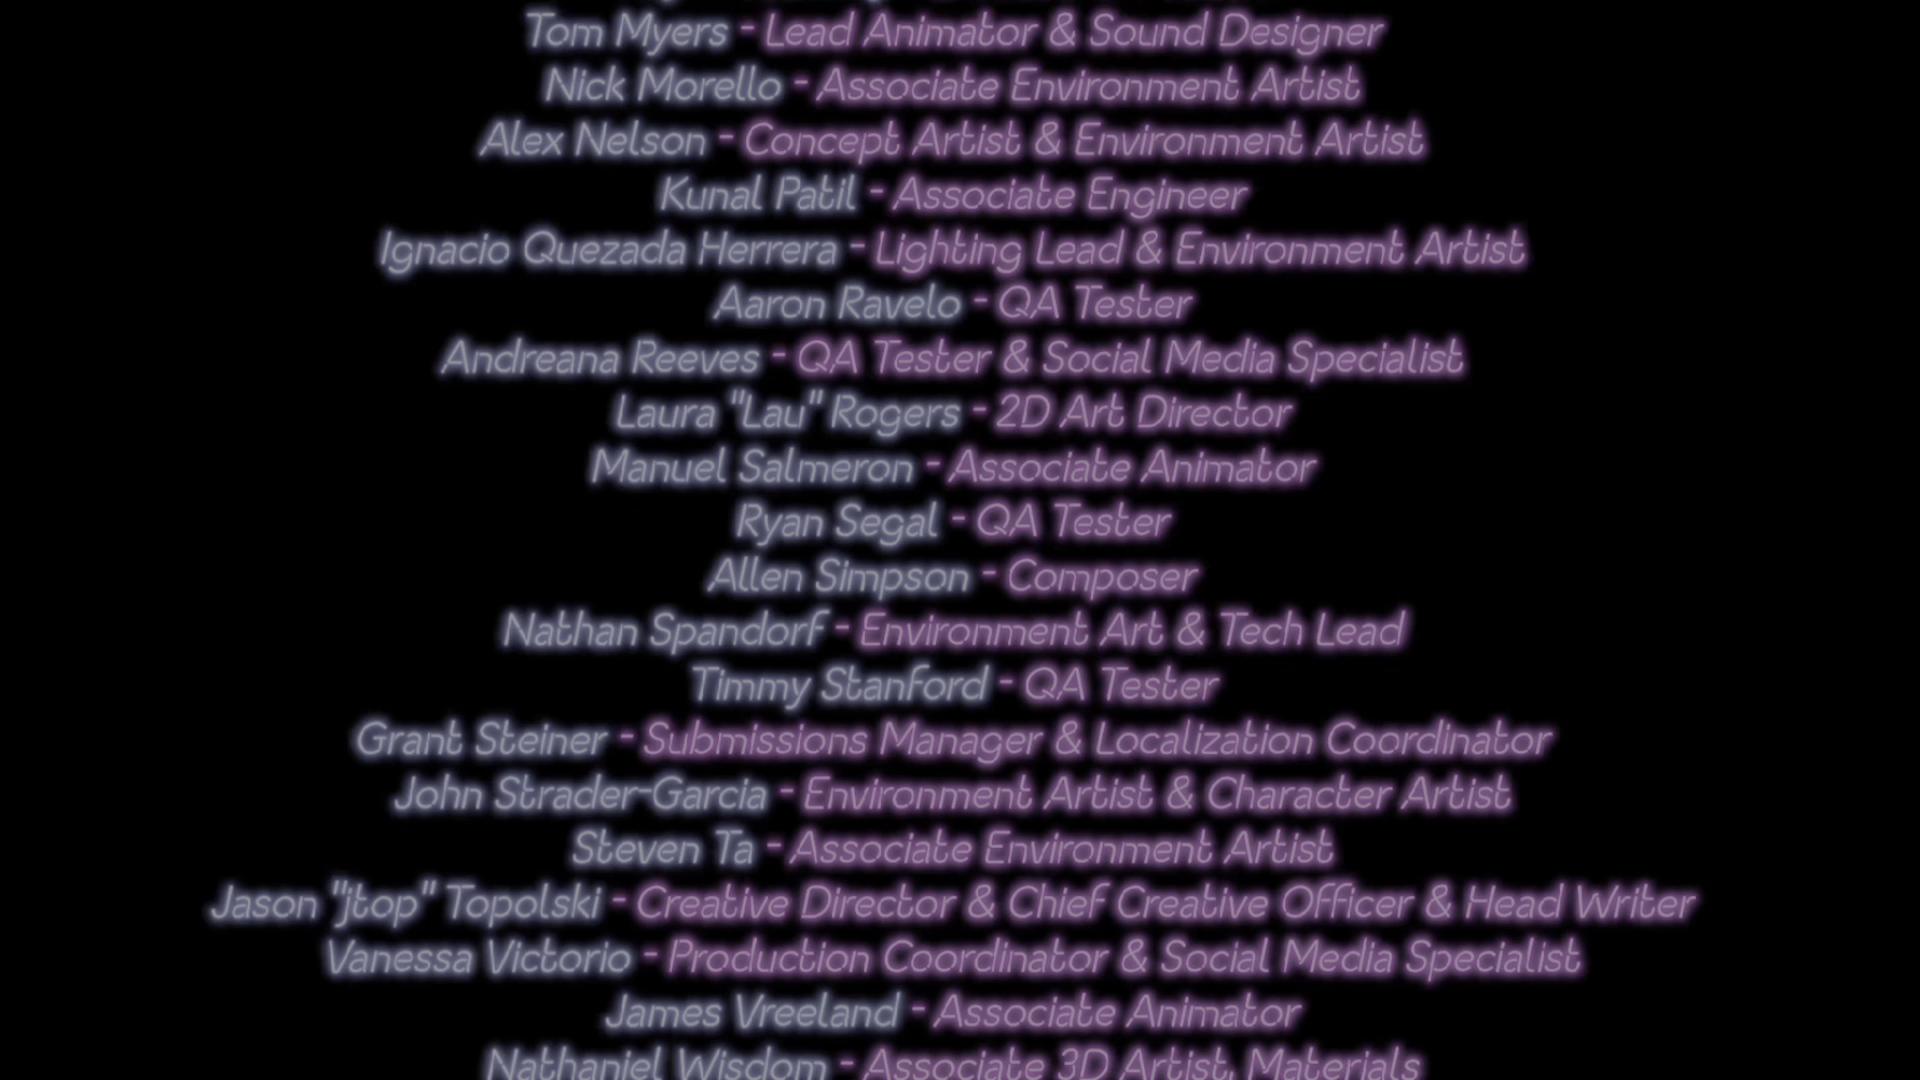 Tom Myers - Lead Animator & Sound Designer
Nick Morello - Associate Environment Artist
Alex Nelson - Concept Artist & Environment Artist
Kunal Patil - Associate Engineer
Ignacio Quezada Herrera - Lighting Lead & Environment Artist
Aaron Ravelo - QA Tester
Andreana Reeves - QA Tester & Social Media Specialist
Laura "Lau" Rogers - 2D Art Director
Manuel Salmeron - Associate Animator
Ryan Segal - QA Tester
Allen Simpson - Composer
Nathan Spandorf - Environment Art & Tech Lead
Timmy Stanford - QA Tester
Grant Steiner - Submissions Manager & Localization Coordinator
John Strader-Garcia - Environment Artist & Character Artist
Steven Ta - Associate Environment Artist
Jason "jtop" Topolski - Creative Director & Chief Creative Officer & Head Writer
Vanessa Victorio - Production Coordinator & Social Media Specialist
James Vreeland - Associate Animator
Nathaniel Wisdom - Associate 3D Artist, Materials